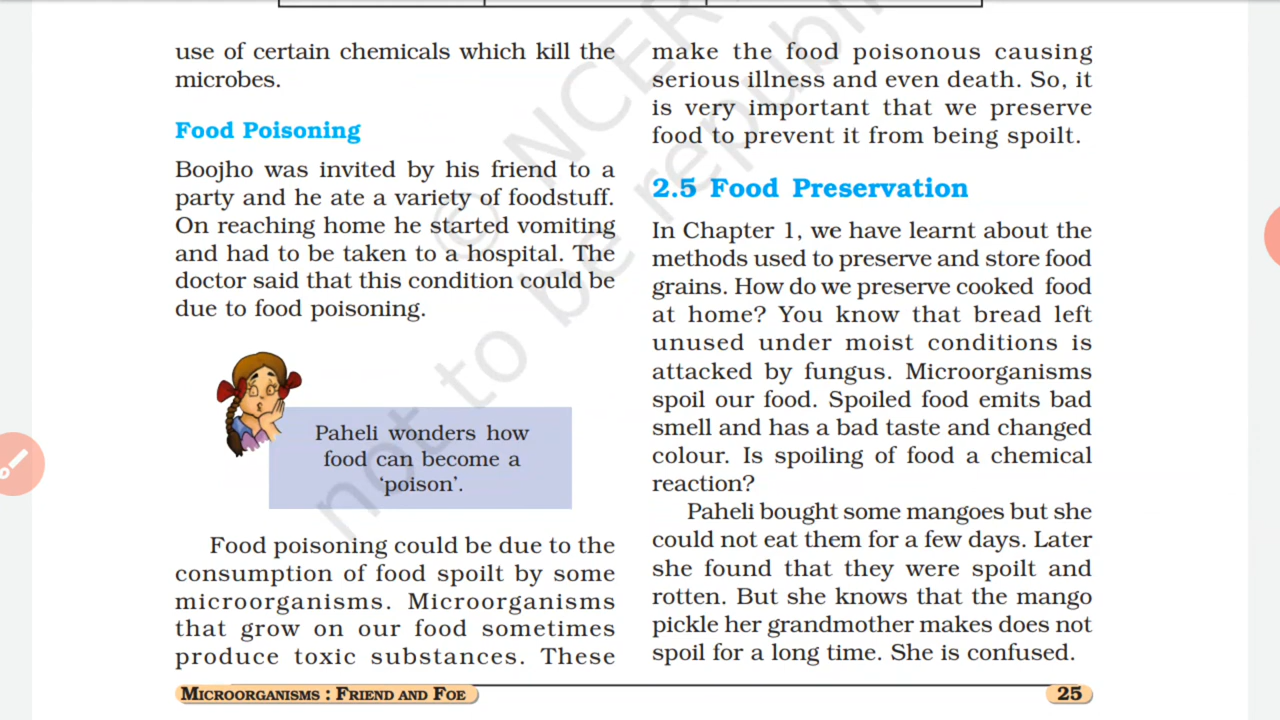 use of certain chemicals which kill the
microbes.
Food Poisoning
Boojho was invited by his friend to a
party and he ate a variety of foodstuff.
On reaching home he started vomiting
and had to be taken to a hospital. The
doctor said that this condition could be
due to food poisoning.
Paheli wonders how
food can become a
‘poison’.
Food poisoning could be due to the
consumption of food spoilt by some
microorganisms. Microorganisms
that grow on our food sometimes
produce toxic substances. These
make the food poisonous causing
serious illness and even death. So, it
is very important that we preserve
food to prevent it from being spoilt.
2.5 Food Preservation
In Chapter 1, we have learnt about the
methods used to preserve and store food
grains. How do we preserve cooked food
at home? You know that bread left
unused under moist conditions is
attacked by fungus. Microorganisms
spoil our food. Spoiled food emits bad
smell and has a bad taste and changed
colour. Is spoiling of food a chemical
reaction?
Paheli bought some mangoes but she
could not eat them for a few days. Later
she found that they were spoilt and
rotten. But she knows that the mango
pickle her grandmother makes does not
spoil for a long time. She is confused.
MICROORGANISMS : FRIEND AND FOE
25
© NCER
not to be republi